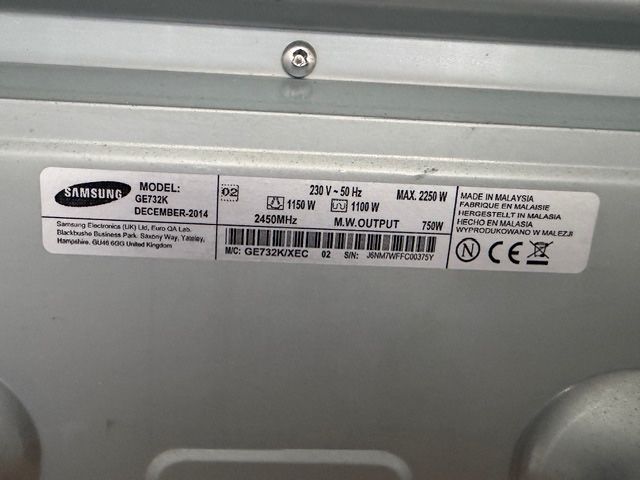 SAMSUNG
MODEL:
GE732K
DECEMBER-2014
Samsung Electronics (UK) Ltd, Euro QA Lab.
Blackbushe Business Park. Saxony Way, Yateley,
Hampshire. GU46 6GG United Kingdom
02
230 V ~ 50 Hz MAX. 2250 W
1150 W 1100 W
2450MHz M.W.OUTPUT 750W
M/C: GE732K/XEC 02 S/N: J6NM7WFFC00375Y
MADE IN MALAYSIA
FABRIQUE EN MALAISIE
HERGESTELLT IN MALAYSIA
HECHO EN MALASIA
WYPRODUKOWANO W MALEZJI
N CE